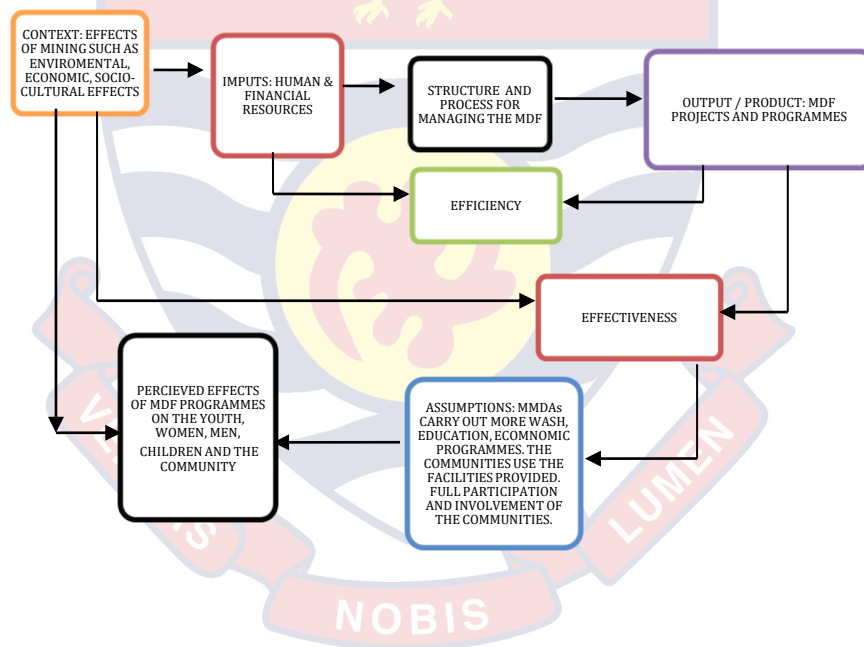 CONTEXT: EFFECTS
OF MINING SUCH AS
ENVIROMENTAL,
ECONOMIC, SOCIO-
CULTURAL EFFECTS
IMPUTS: HUMAN &
FINANCIAL
RESOURCES
STRUCTURE AND
PROCESS FOR
MANAGING THE MDF
OUTPUT / PRODUCT: MDF
PROJECTS AND PROGRAMMES
EFFICIENCY
EFFECTIVENESS
PERCIEVED EFFECTS
OF MDF PROGRAMMES
ON THE YOUTH,
WOMEN, MEN,
CHILDREN AND THE
COMMUNITY
ASSUMPTIONS: MMDAs
CARRY OUT MORE WASH,
EDUCATION, ECOMNOMIC
PROGRAMMES. THE
COMMUNITIES USE THE
FACILITIES PROVIDED.
FULL PARTICIPATION
AND INVOLVEMENT OF
THE COMMUNITIES.
NOBIS
LUMEN